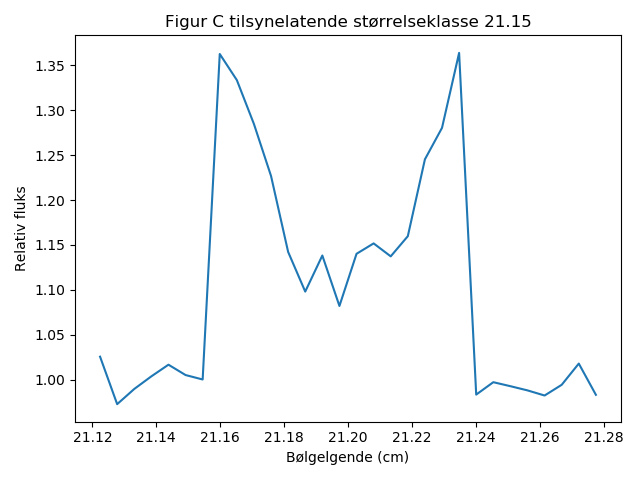 Figur C tilsynelatende størrelseklasse 21.15
Relativ fluks
1.35
1.30
1.25
1.20
1.15
1.10
1.05
1.00
21.12 21.14 21.16 21.18 21.20 21.22 21.24 21.26 21.28
Bølgelgende (cm)